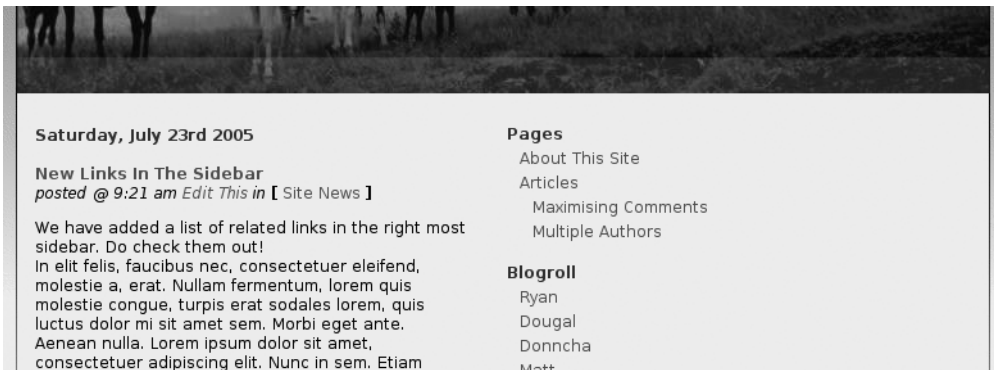 Saturday, July 23rd 2005
New Links In The Sidebar
posted @ 9:21 am Edit This in [ Site News ]
We have added a list of related links in the right most
sidebar. Do check them out!
In elit felis, faucibus nec, consectetuer eleifend,
molestie a, erat. Nullam fermentum, lorem quis
molestie congue, turpis erat sodales lorem, quis
luctus dolor mi sit amet sem. Morbi eget ante.
Aenean nulla. Lorem ipsum dolor sit amet,
consectetuer adipiscing elit. Nunc in sem. Etiam
Pages
About This Site
Articles
Maximising Comments
Multiple Authors
Blogroll
Ryan
Dougal
Donncha
Matt